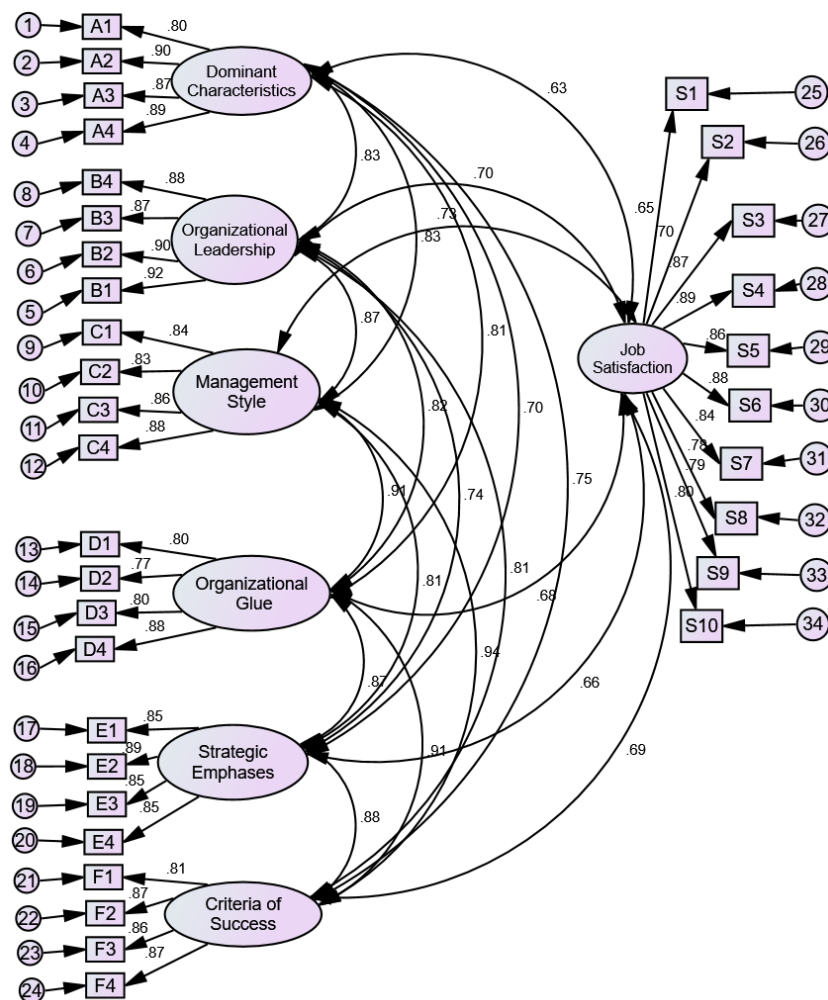 1 A1 .80
2 A2 .90
3 A3 .87
4 A4 .89
Dominant
Characteristics
8 B4 .88
7 B3 .87
6 B2 .90
5 B1 .92
Organizational
Leadership
9 C1 .84
10 C2 .83
11 C3 .86
12 C4 .88
Management
Style
13 D1 .80
14 D2 .77
15 D3 .80
16 D4 .88
Organizational
Glue
17 E1 .85
18 E2 .89
19 E3 .85
20 E4 .85
Strategic
Emphases
21 F1 .81
22 F2 .87
23 F3 .86
24 F4 .87
Criteria of
Success
.63
.83
.70
.73
.83
.87
.81
.82
.70
.75
.91
.74
.81
.81
.68
.94
.87
.66
.91
.69
.88
Job
Satisfaction
.65 S1 25
.70 S2 26
.87 S3 27
.89 S4 28
.86 S5 29
.88 S6 30
.84 S7 31
.78 S8 32
.79 S9 33
.80 S10 34